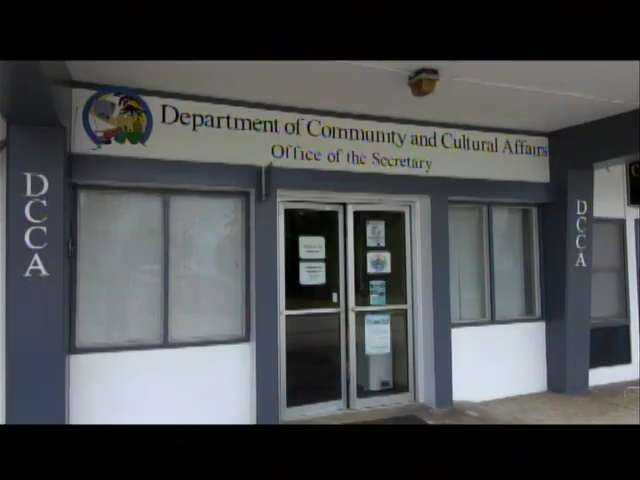 Department of Community and Cultural Affairs
Office of the Secretary
DCCA
DCCA